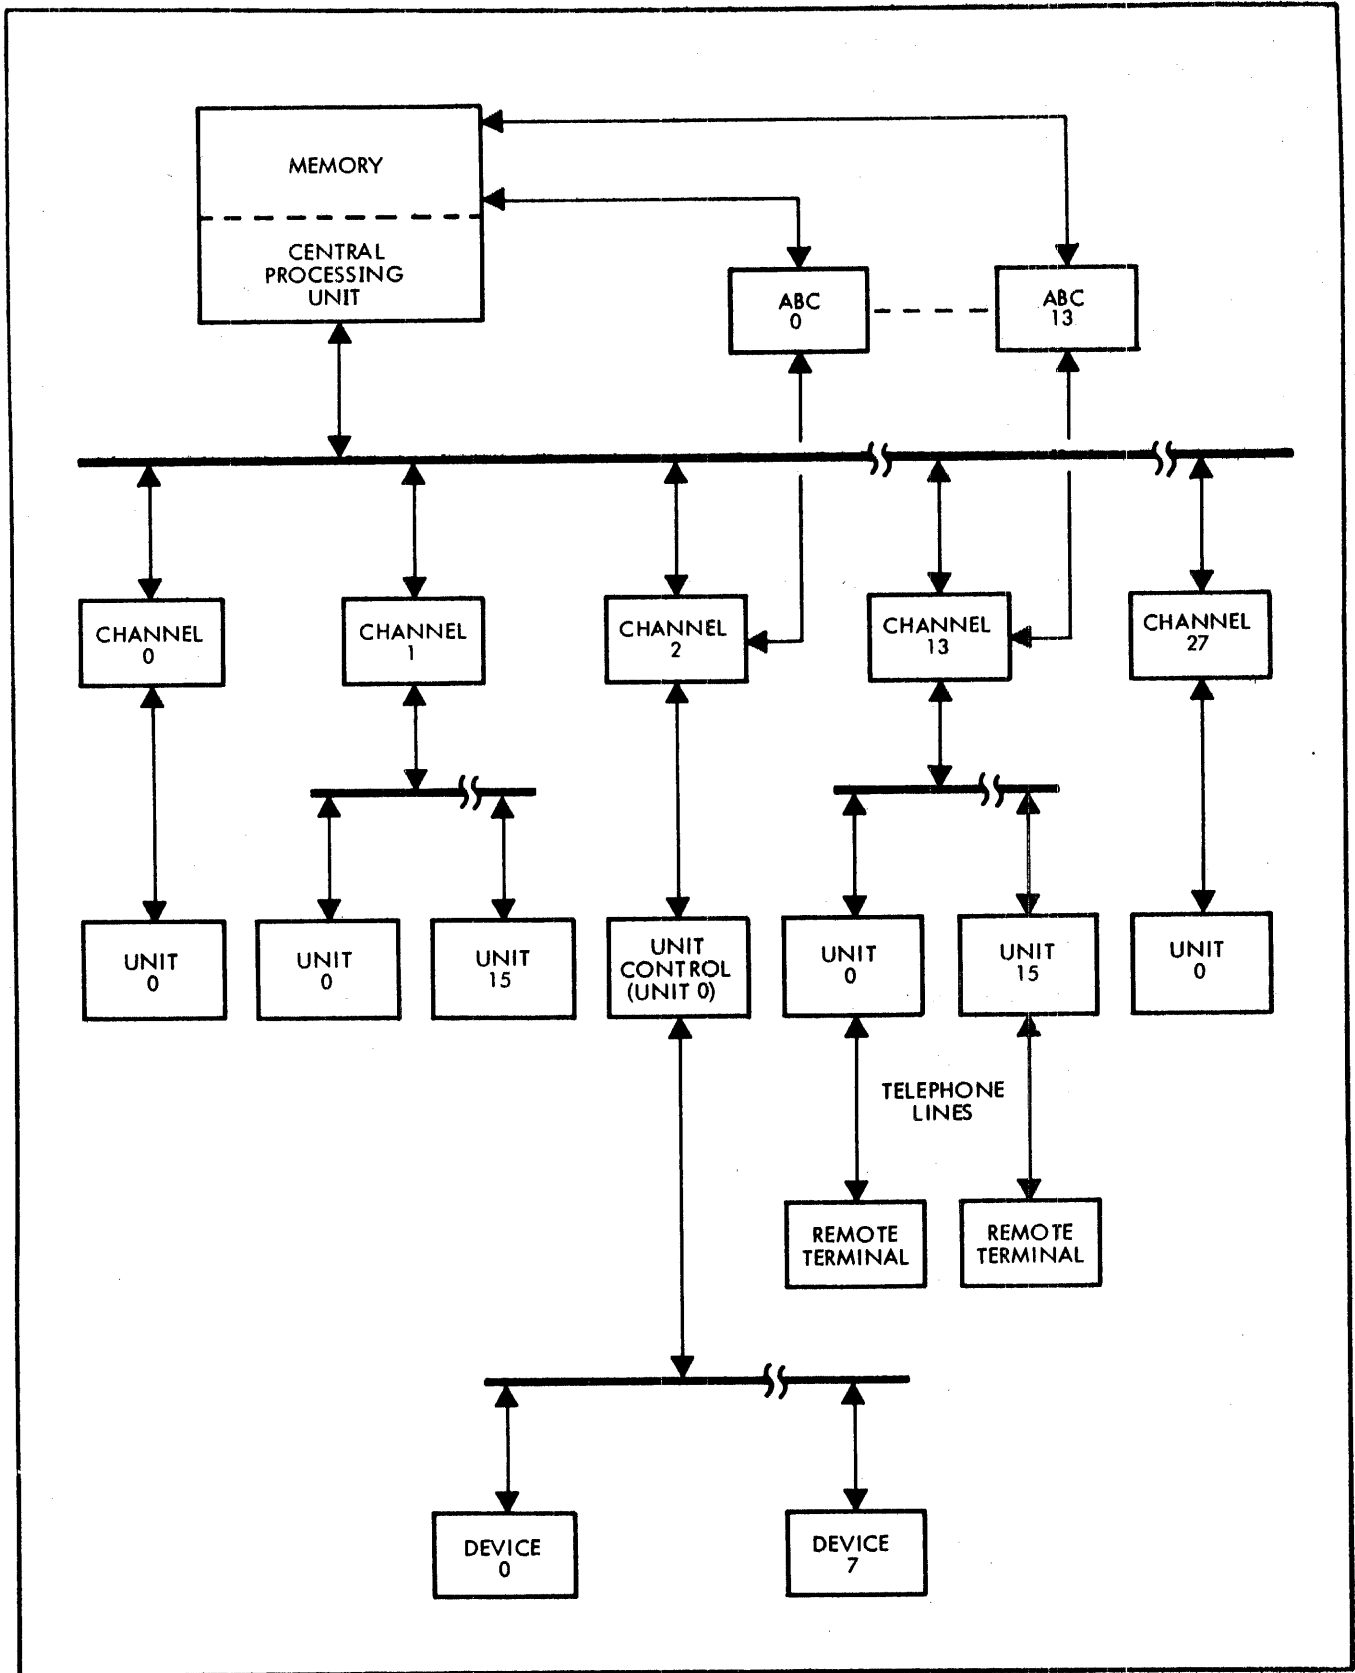 MEMORY
CENTRAL
PROCESSING
UNIT
ABC
0
ABC
13
CHANNEL
0
CHANNEL
1
CHANNEL
2
CHANNEL
13
CHANNEL
27
UNIT
0
UNIT
0
UNIT
15
UNIT
CONTROL
(UNIT 0)
UNIT
0
UNIT
15
UNIT
0
TELEPHONE
LINES
REMOTE
TERMINAL
REMOTE
TERMINAL
DEVICE
0
DEVICE
7